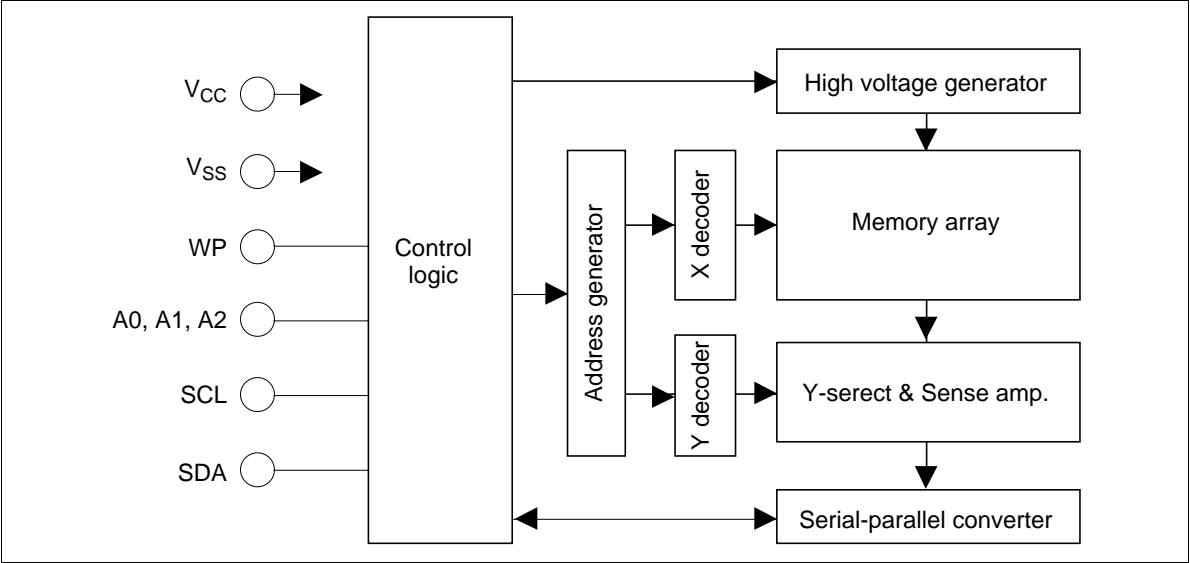 VCC
VSS
WP
A0, A1, A2
SCL
SDA
Control
logic
Address generator
X decoder
Y decoder
High voltage generator
Memory array
Y-serect & Sense amp.
Serial-parallel converter